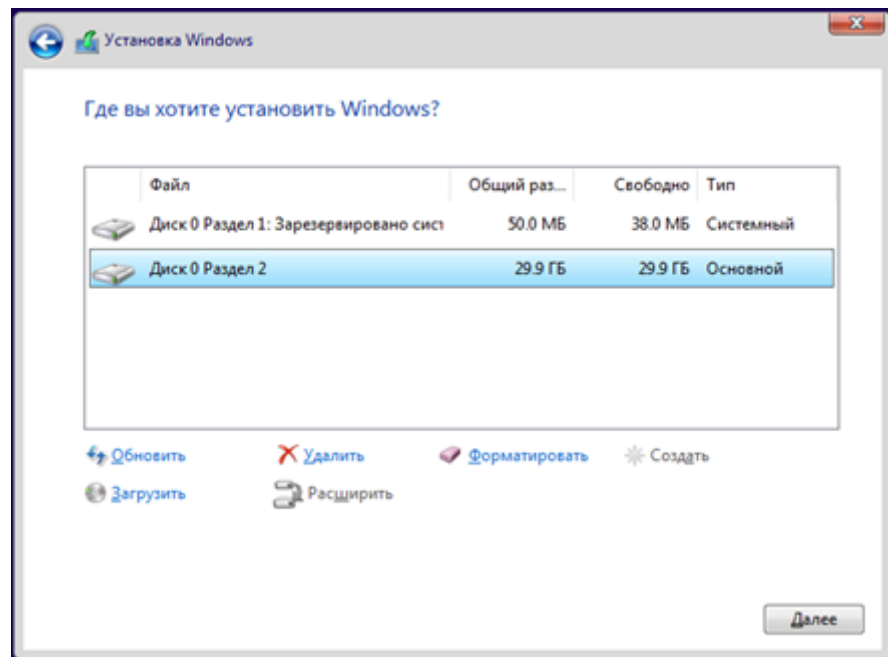 Установка Windows
Где вы хотите установить Windows?
Файл Общий раз... Свободно Тип
Диск 0 Раздел 1: Зарезервировано сист 50.0 МБ 38.0 МБ Системный
Диск 0 Раздел 2 29.9 ГБ 29.9 ГБ Основной
Обновить Удалить Форматировать Создать
Загрузить Расширить
Далее